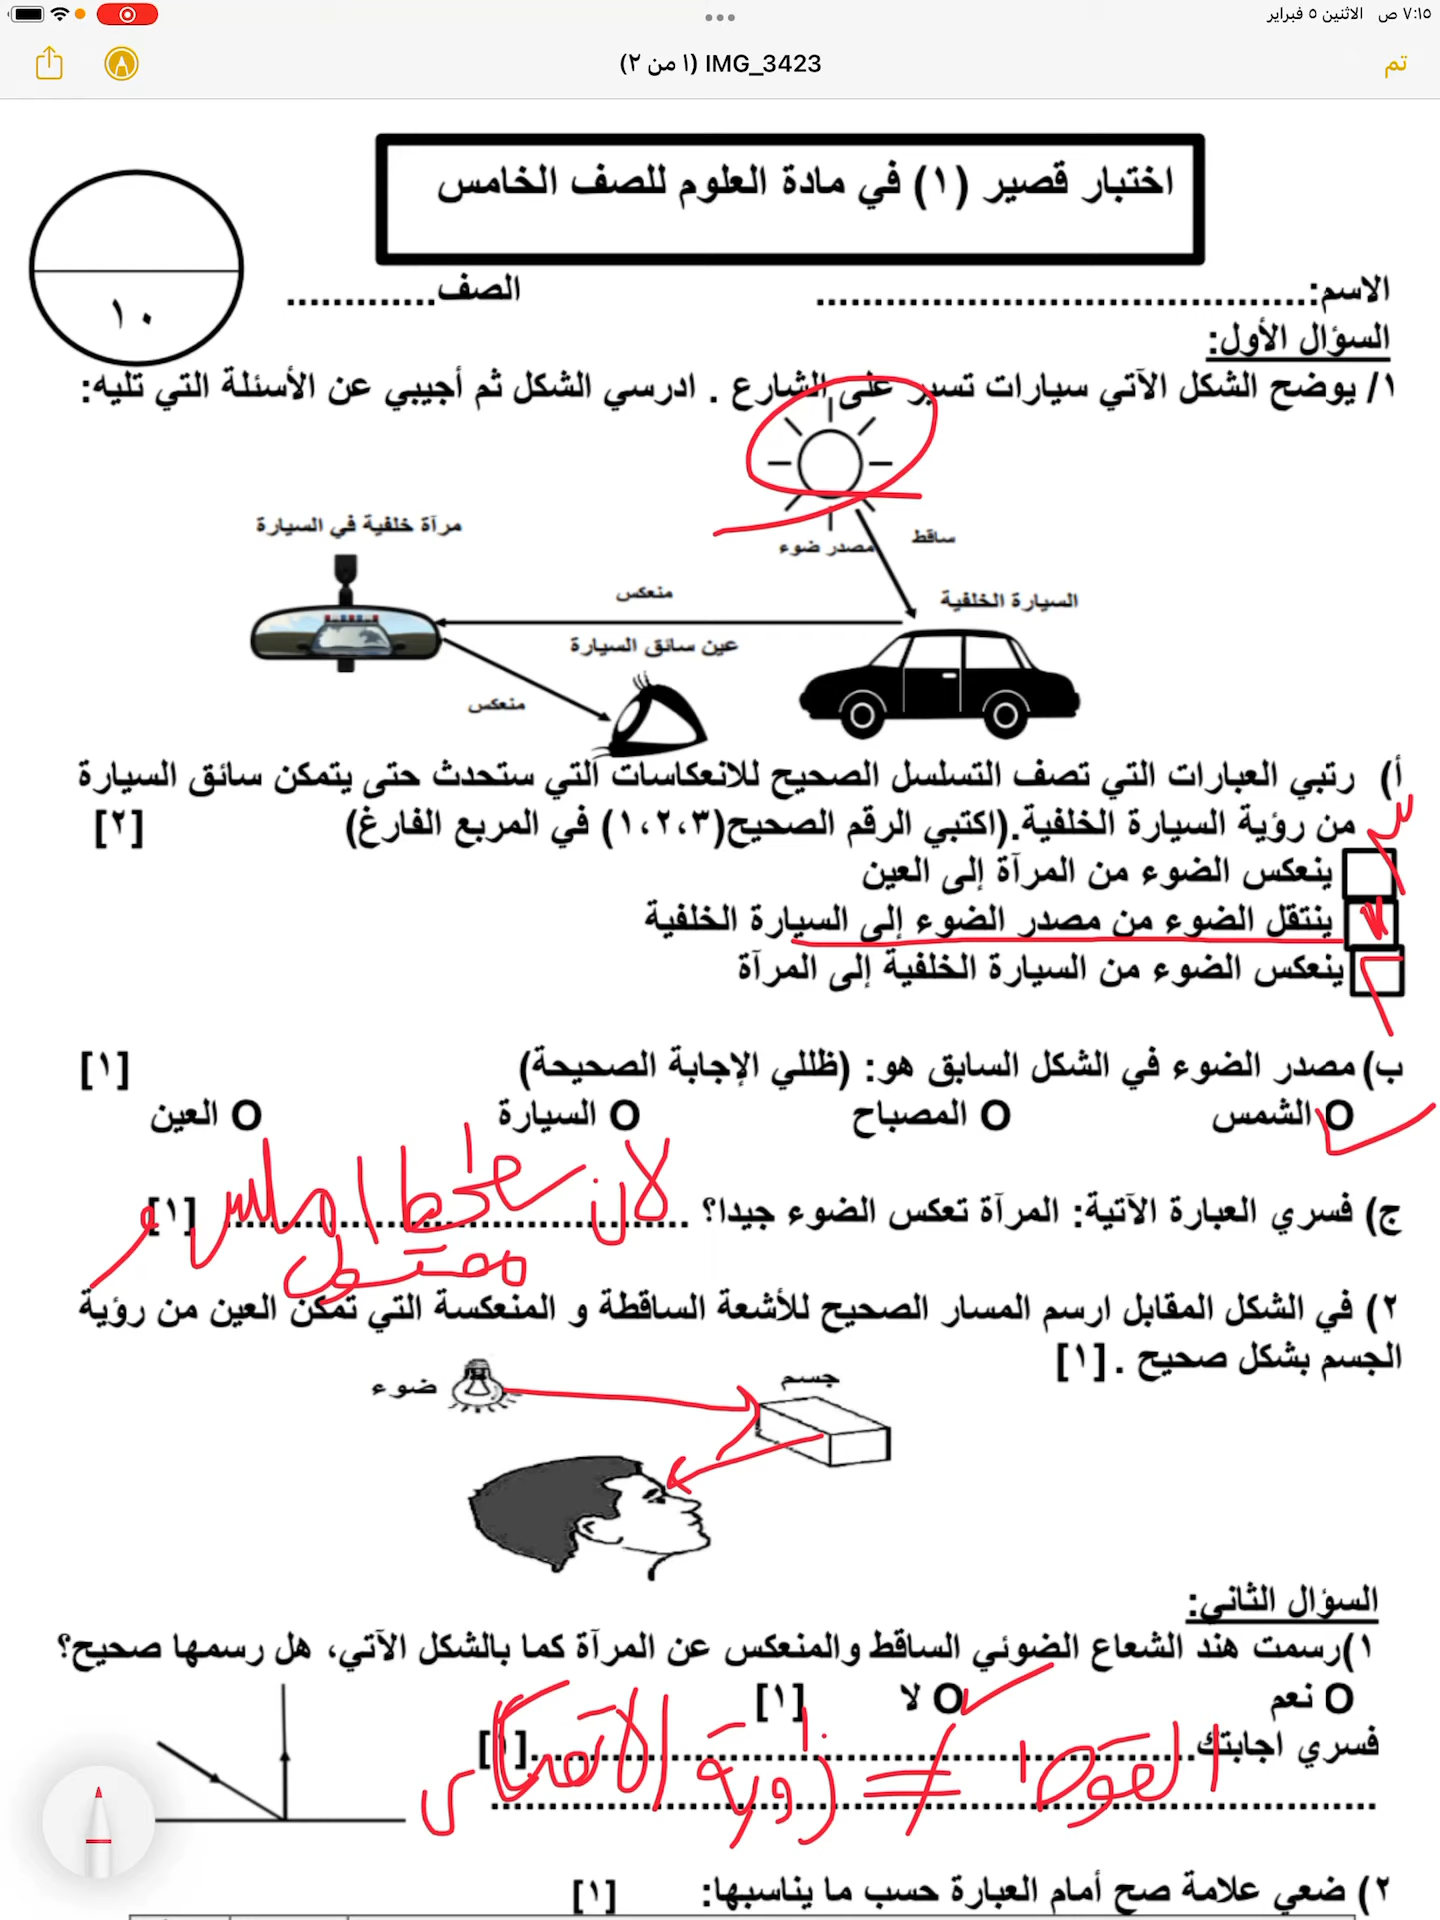 ٧:١٥ ص الاثنين ٥ فبراير
تم
IMG_3423 (١ من ٢)
اختبار قصير (١) في مادة العلوم للصف الخامس
١٠
الاسم:.......................................... الصف.............
السؤال الأول:
١/ يوضح الشكل الآتي سيارات تسير على الشارع . ادرسي الشكل ثم أجيبي عن الأسئلة التي تليه:
مرآة خلفية في السيارة
مصدر ضوء
ساقط
السيارة الخلفية
منعكس
عين سائق السيارة
منعكس
أ) رتبي العبارات التي تصف التسلسل الصحيح للانعكاسات التي ستحدث حتى يتمكن سائق السيارة
من رؤية السيارة الخلفية.(اكتبي الرقم الصحيح(١،٢،٣) في المربع الفارغ) [٢]
٣ ينعكس الضوء من المرآة إلى العين
١ ينتقل الضوء من مصدر الضوء إلى السيارة الخلفية
٢ ينعكس الضوء من السيارة الخلفية إلى المرآة
ب) مصدر الضوء في الشكل السابق هو: (ظللي الإجابة الصحيحة) [١]
O الشمس O المصباح O السيارة O العين
ج) فسري العبارة الآتية: المرآة تعكس الضوء جيدا؟ ........................................ [١]
لان املس و
مصقول
٢) في الشكل المقابل ارسم المسار الصحيح للأشعة الساقطة و المنعكسة التي تمكن العين من رؤية
الجسم بشكل صحيح . [١]
ضوء
جسم
السؤال الثاني:
١)رسمت هند الشعاع الضوئي الساقط والمنعكس عن المرآة كما بالشكل الآتي، هل رسمها صحيح؟
O نعم O لا [١]
فسري اجابتك.......................................................[١]
≠ زاوية الانعكاس
٢) ضعي علامة صح أمام العبارة حسب ما يناسبها: [١]